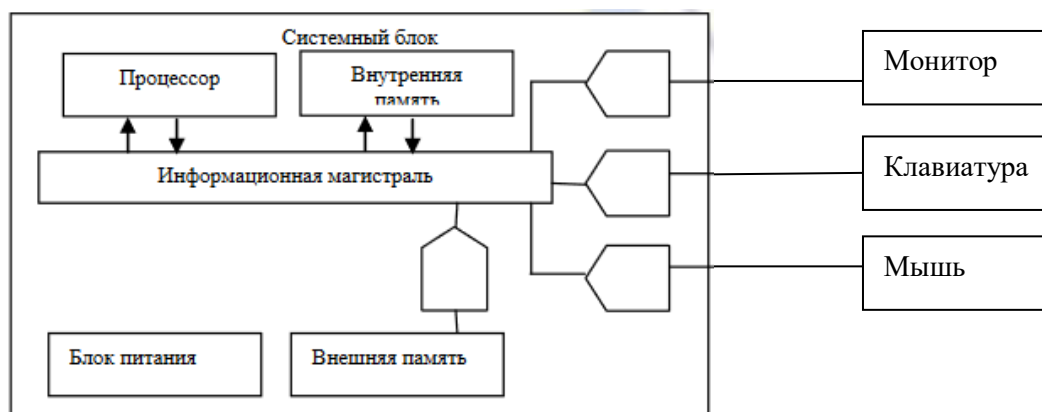 Системный блок
Процессор
Внутренняя
память
Монитор
Клавиатура
Информационная магистраль
Мышь
Блок питания
Внешняя память